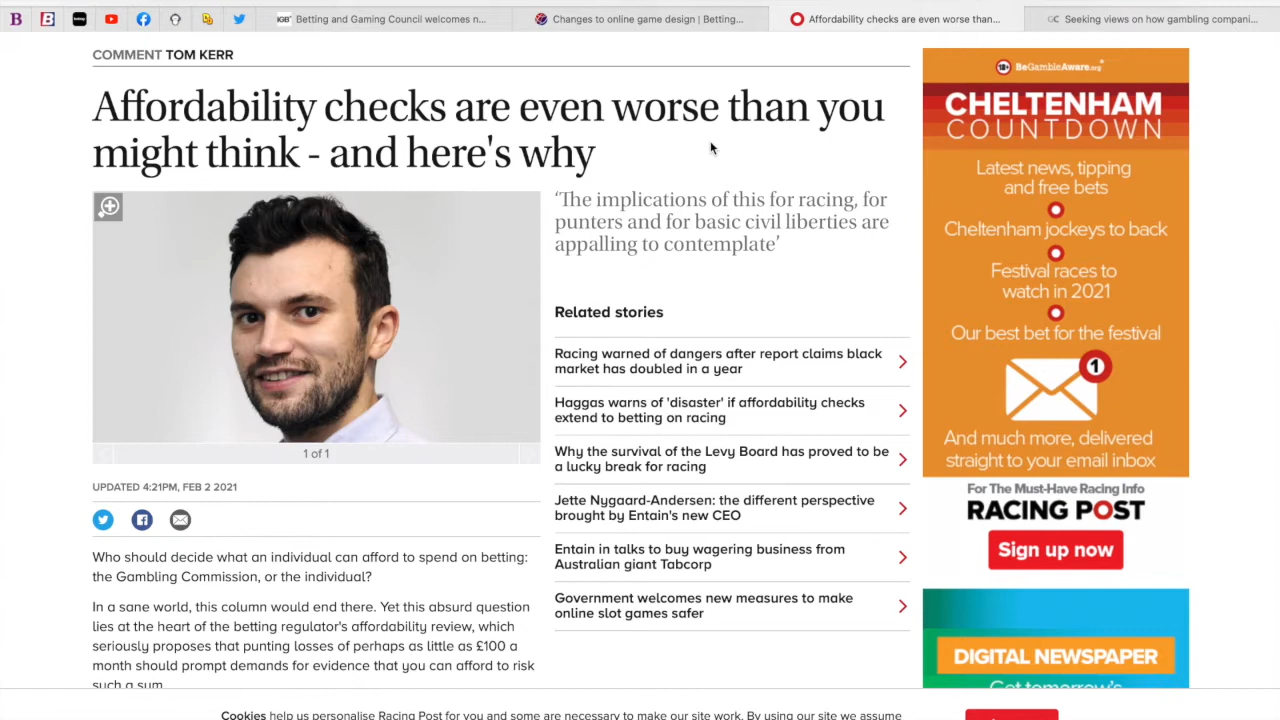 Betting and Gaming Council welcomes n...
Changes to online game design | Betting...
Affordability checks are even worse than...
Seeking views on how gambling compani...
COMMENT TOM KERR
Affordability checks are even worse than you
might think - and here's why
1 of 1
UPDATED 4:21PM, FEB 2 2021
Who should decide what an individual can afford to spend on betting:
the Gambling Commission, or the individual?
In a sane world, this column would end there. Yet this absurd question
lies at the heart of the betting regulator's affordability review, which
seriously proposes that punting losses of perhaps as little as £100 a
month should prompt demands for evidence that you can afford to risk
such a sum.
'The implications of this for racing, for
punters and for basic civil liberties are
appalling to contemplate'
Related stories
Racing warned of dangers after report claims black
market has doubled in a year
Haggas warns of 'disaster' if affordability checks
extend to betting on racing
Why the survival of the Levy Board has proved to be
a lucky break for racing
Jette Nygaard-Andersen: the different perspective
brought by Entain's new CEO
Entain in talks to buy wagering business from
Australian giant Tabcorp
Government welcomes new measures to make
online slot games safer
18+ BeGambleAware.org
CHELTENHAM
COUNTDOWN
Latest news, tipping
and free bets
Cheltenham jockeys to back
Festival races to
watch in 2021
Our best bet for the festival
1
And much more, delivered
straight to your email inbox
For The Must-Have Racing Info
RACING POST
Sign up now
DIGITAL NEWSPAPER
Get tomorrow's
Cookies help us personalise Racing Post for you and some are necessary to make our site work. By using our site we assume